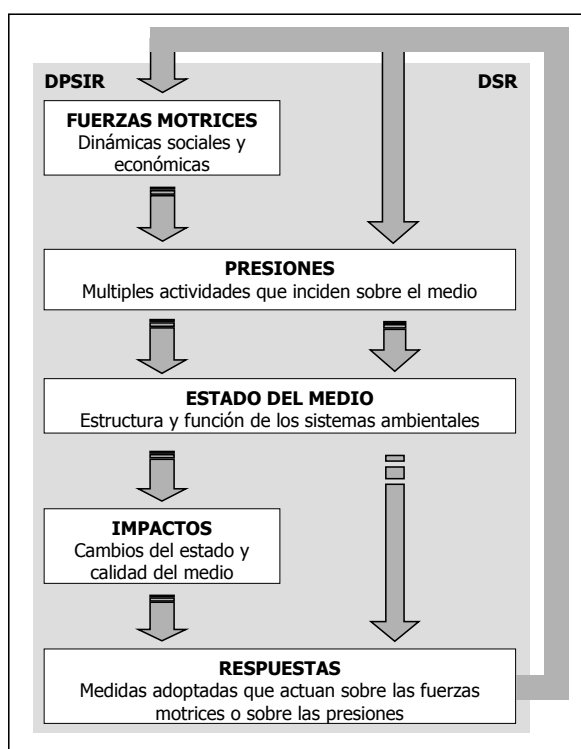 DPSIR
DSR
FUERZAS MOTRICES
Dinámicas sociales y
económicas
PRESIONES
Multiples actividades que inciden sobre el medio
ESTADO DEL MEDIO
Estructura y función de los sistemas ambientales
IMPACTOS
Cambios del estado y
calidad del medio
RESPUESTAS
Medidas adoptadas que actuan sobre las fuerzas
motrices o sobre las presiones